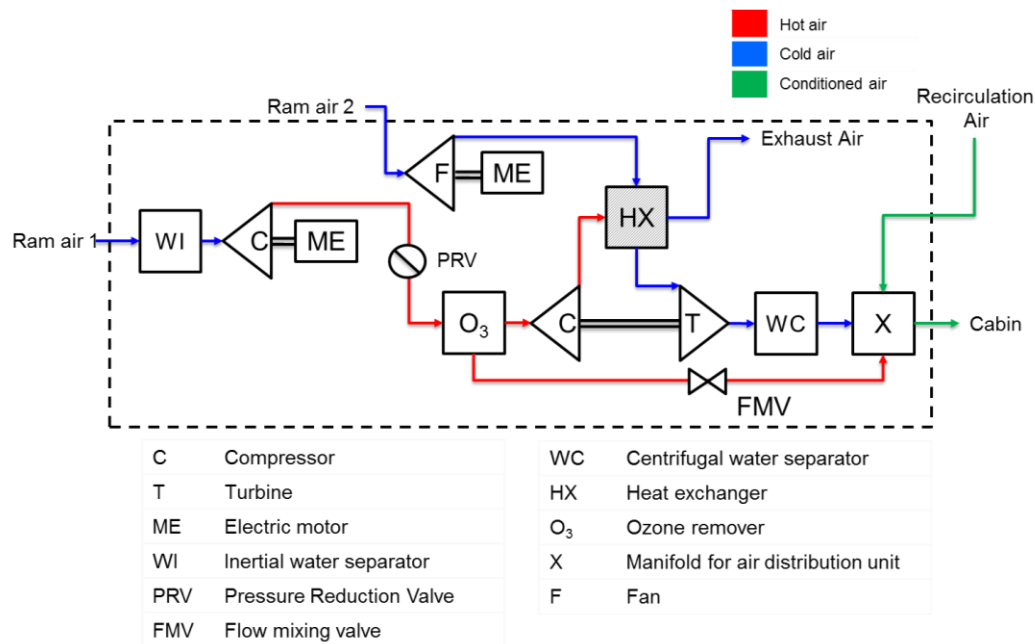 Hot air
Cold air
Conditioned air
Recirculation
Air
Ram air 2
Exhaust Air
F
ME
HX
Ram air 1
WI
C
ME
PRV
O₃
C
T
WC
X
Cabin
FMV
C Compressor
T Turbine
ME Electric motor
WI Inertial water separator
PRV Pressure Reduction Valve
FMV Flow mixing valve
WC Centrifugal water separator
HX Heat exchanger
O₃ Ozone remover
X Manifold for air distribution unit
F Fan